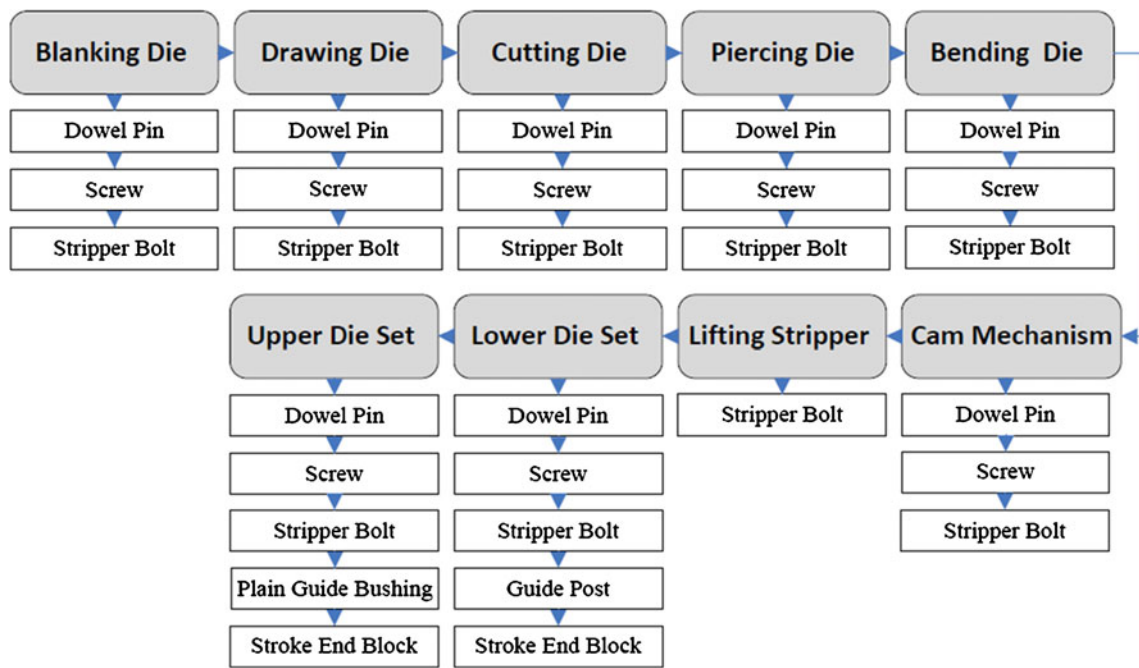 Blanking Die
Drawing Die
Cutting Die
Piercing Die
Bending Die
Dowel Pin
Dowel Pin
Dowel Pin
Dowel Pin
Dowel Pin
Screw
Screw
Screw
Screw
Screw
Stripper Bolt
Stripper Bolt
Stripper Bolt
Stripper Bolt
Stripper Bolt
Upper Die Set
Lower Die Set
Lifting Stripper
Cam Mechanism
Dowel Pin
Dowel Pin
Stripper Bolt
Dowel Pin
Screw
Screw
Screw
Stripper Bolt
Stripper Bolt
Stripper Bolt
Plain Guide Bushing
Guide Post
Stroke End Block
Stroke End Block